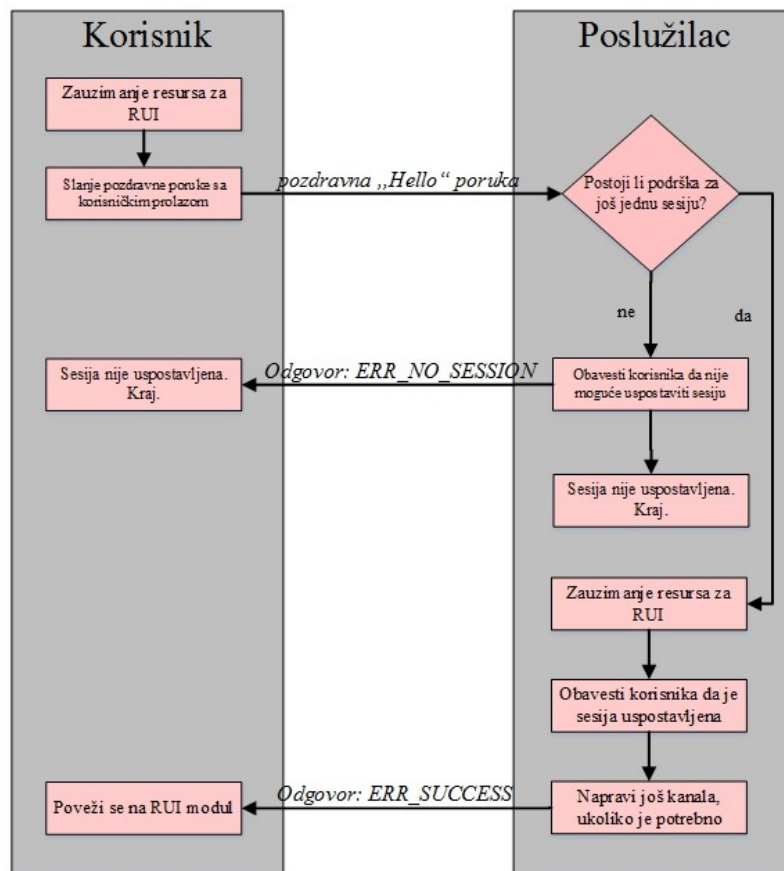 Korisnik
Poslužilac
Zauzimanje resursa za
RUI
Slanje pozdravne poruke sa
korisničkim prolazom
pozdravna ,,Hello“ poruka
Postoji li podrška za
još jednu sesiju?
ne
da
Odgovor: ERR_NO_SESSION
Sesija nije uspostavljena.
Kraj.
Obavesti korisnika da nije
moguće uspostaviti sesiju
Sesija nije uspostavljena.
Kraj.
Zauzimanje resursa za
RUI
Obavesti korisnika da je
sesija uspostavljena
Odgovor: ERR_SUCCESS
Poveži se na RUI modul
Napravi još kanala,
ukoliko je potrebno